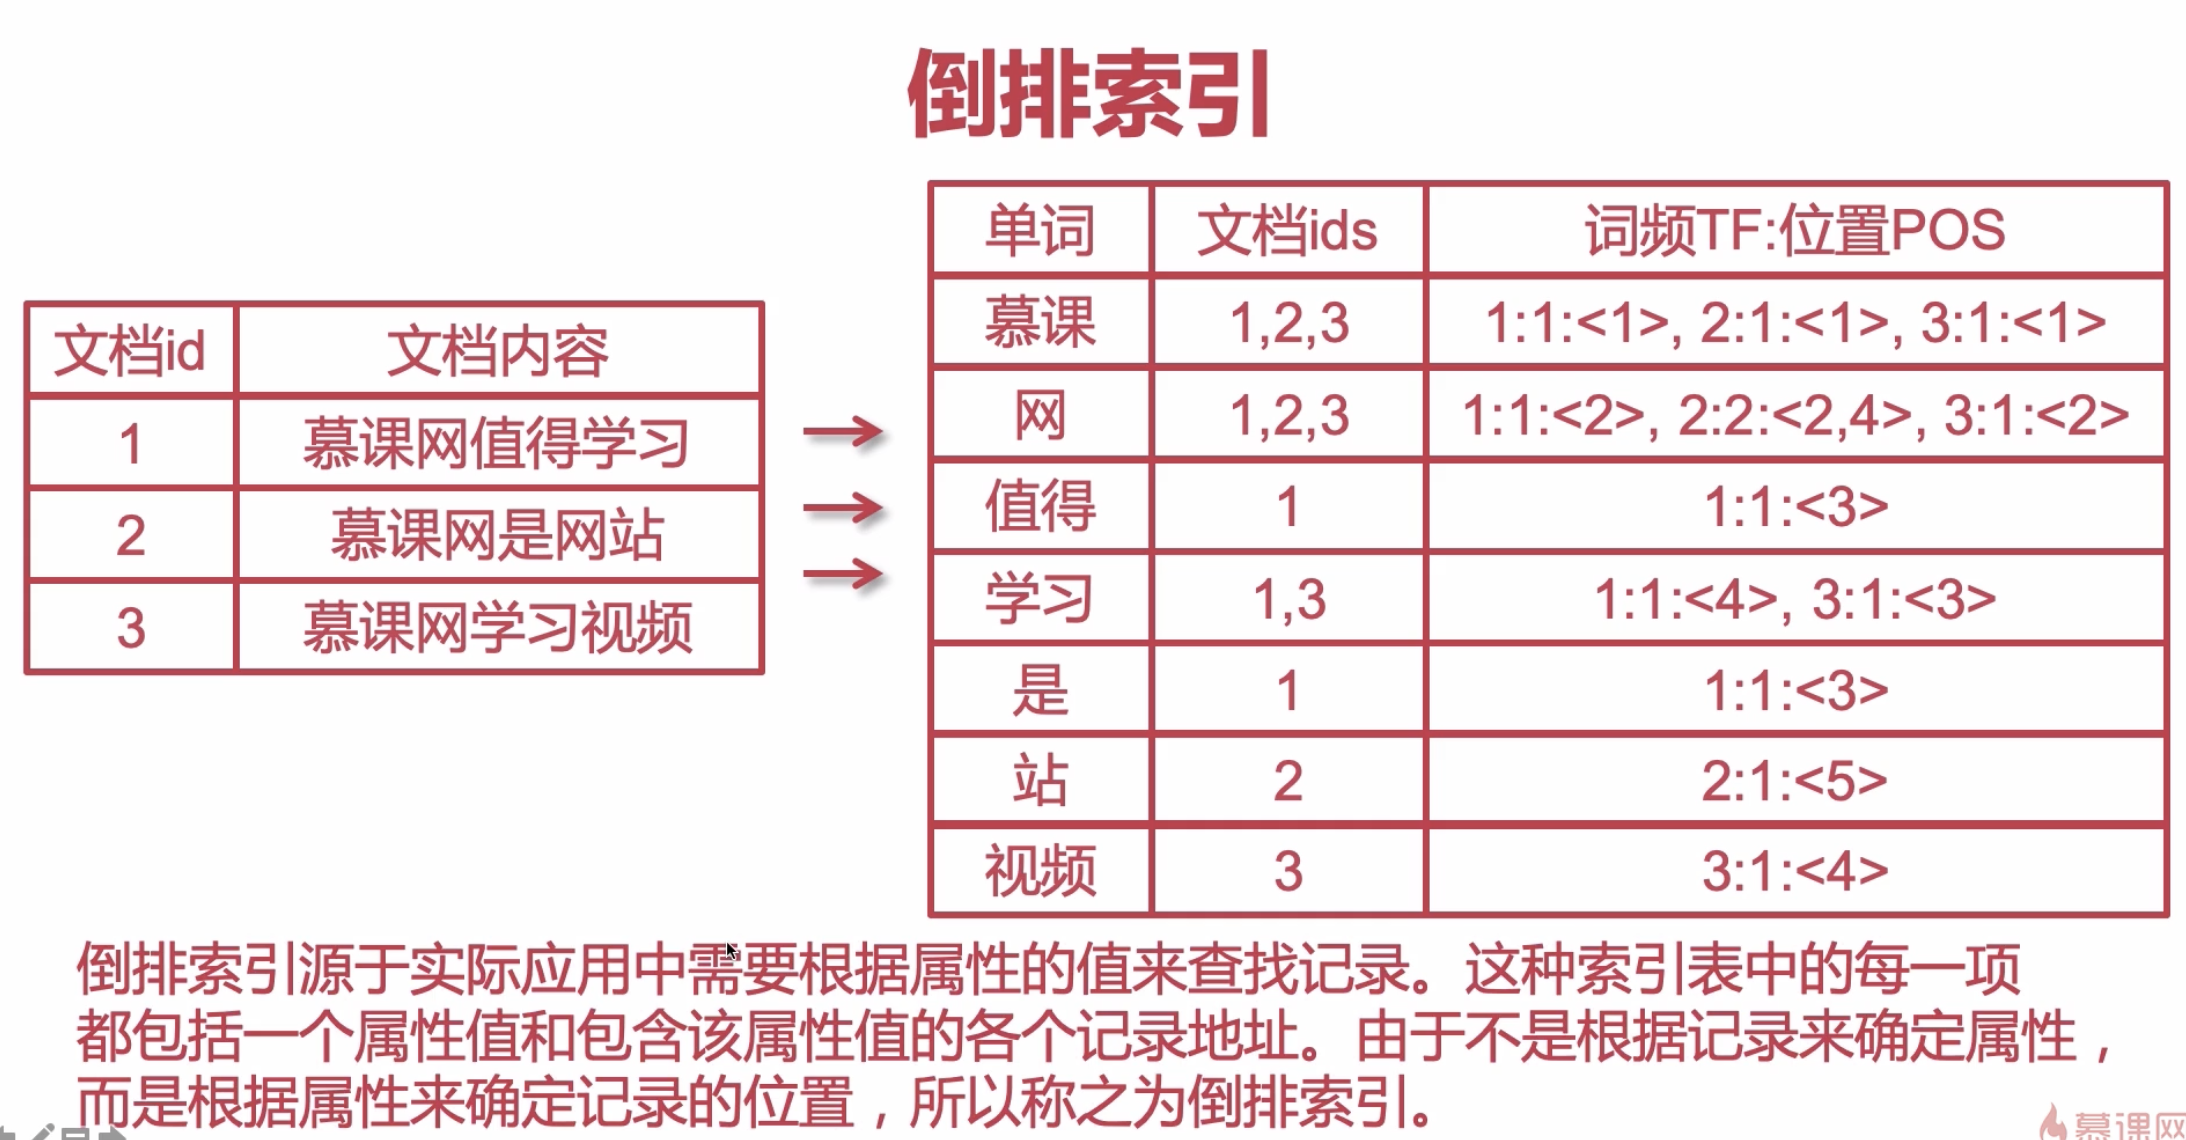 倒排索引
文档id 文档内容
1 慕课网值得学习
2 慕课网是网站
3 慕课网学习视频
单词 文档ids 词频TF:位置POS
慕课 1,2,3 1:1:<1>, 2:1:<1>, 3:1:<1>
网 1,2,3 1:1:<2>, 2:2:<2,4>, 3:1:<2>
值得 1 1:1:<3>
学习 1,3 1:1:<4>, 3:1:<3>
是 1 1:1:<3>
站 2 2:1:<5>
视频 3 3:1:<4>
倒排索引源于实际应用中需要根据属性的值来查找记录。这种索引表中的每一项
都包括一个属性值和包含该属性值的各个记录地址。由于不是根据记录来确定属性，
而是根据属性来确定记录的位置，所以称之为倒排索引。
慕课网